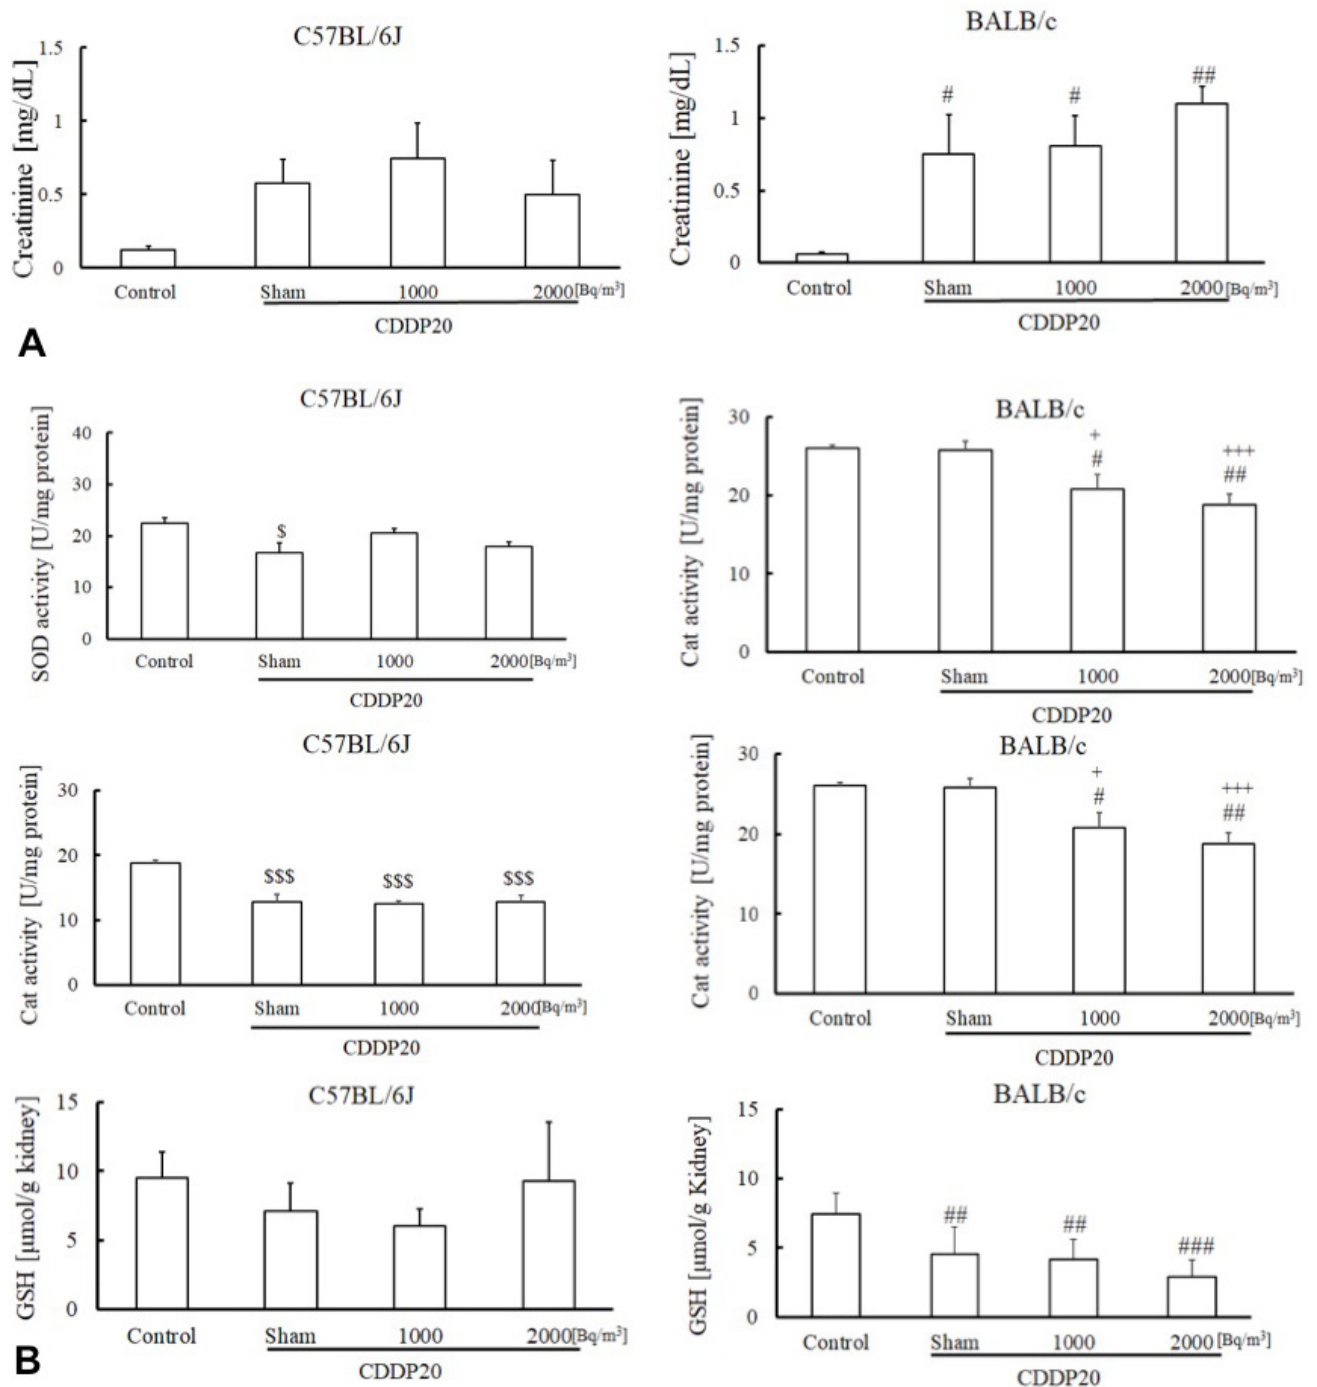 C57BL/6J
Creatinine [mg/dL]
1.5
1
0.5
0
Control
Sham
1000
2000[Bq/m³]
CDDP20
BALB/c
Creatinine [mg/dL]
1.5
1
0.5
0
#
#
##
Control
Sham
1000
2000[Bq/m³]
CDDP20
A
C57BL/6J
SOD activity [U/mg protein]
40
30
20
10
0
$
Control
Sham
1000
2000[Bq/m³]
CDDP20
BALB/c
Cat activity [U/mg protein]
30
20
10
0
+
#
+++
##
Control
Sham
1000
2000[Bq/m³]
CDDP20
C57BL/6J
Cat activity [U/mg protein]
30
20
10
0
$$$
$$$
$$$
Control
Sham
1000
2000[Bq/m³]
CDDP20
BALB/c
Cat activity [U/mg protein]
30
20
10
0
+
#
+++
##
Control
Sham
1000
2000[Bq/m³]
CDDP20
C57BL/6J
GSH [μmol/g kidney]
15
10
5
0
Control
Sham
1000
2000[Bq/m³]
CDDP20
BALB/c
GSH [μmol/g Kidney]
15
10
5
0
##
##
###
Control
Sham
1000
2000 [Bq/m³]
CDDP20
B